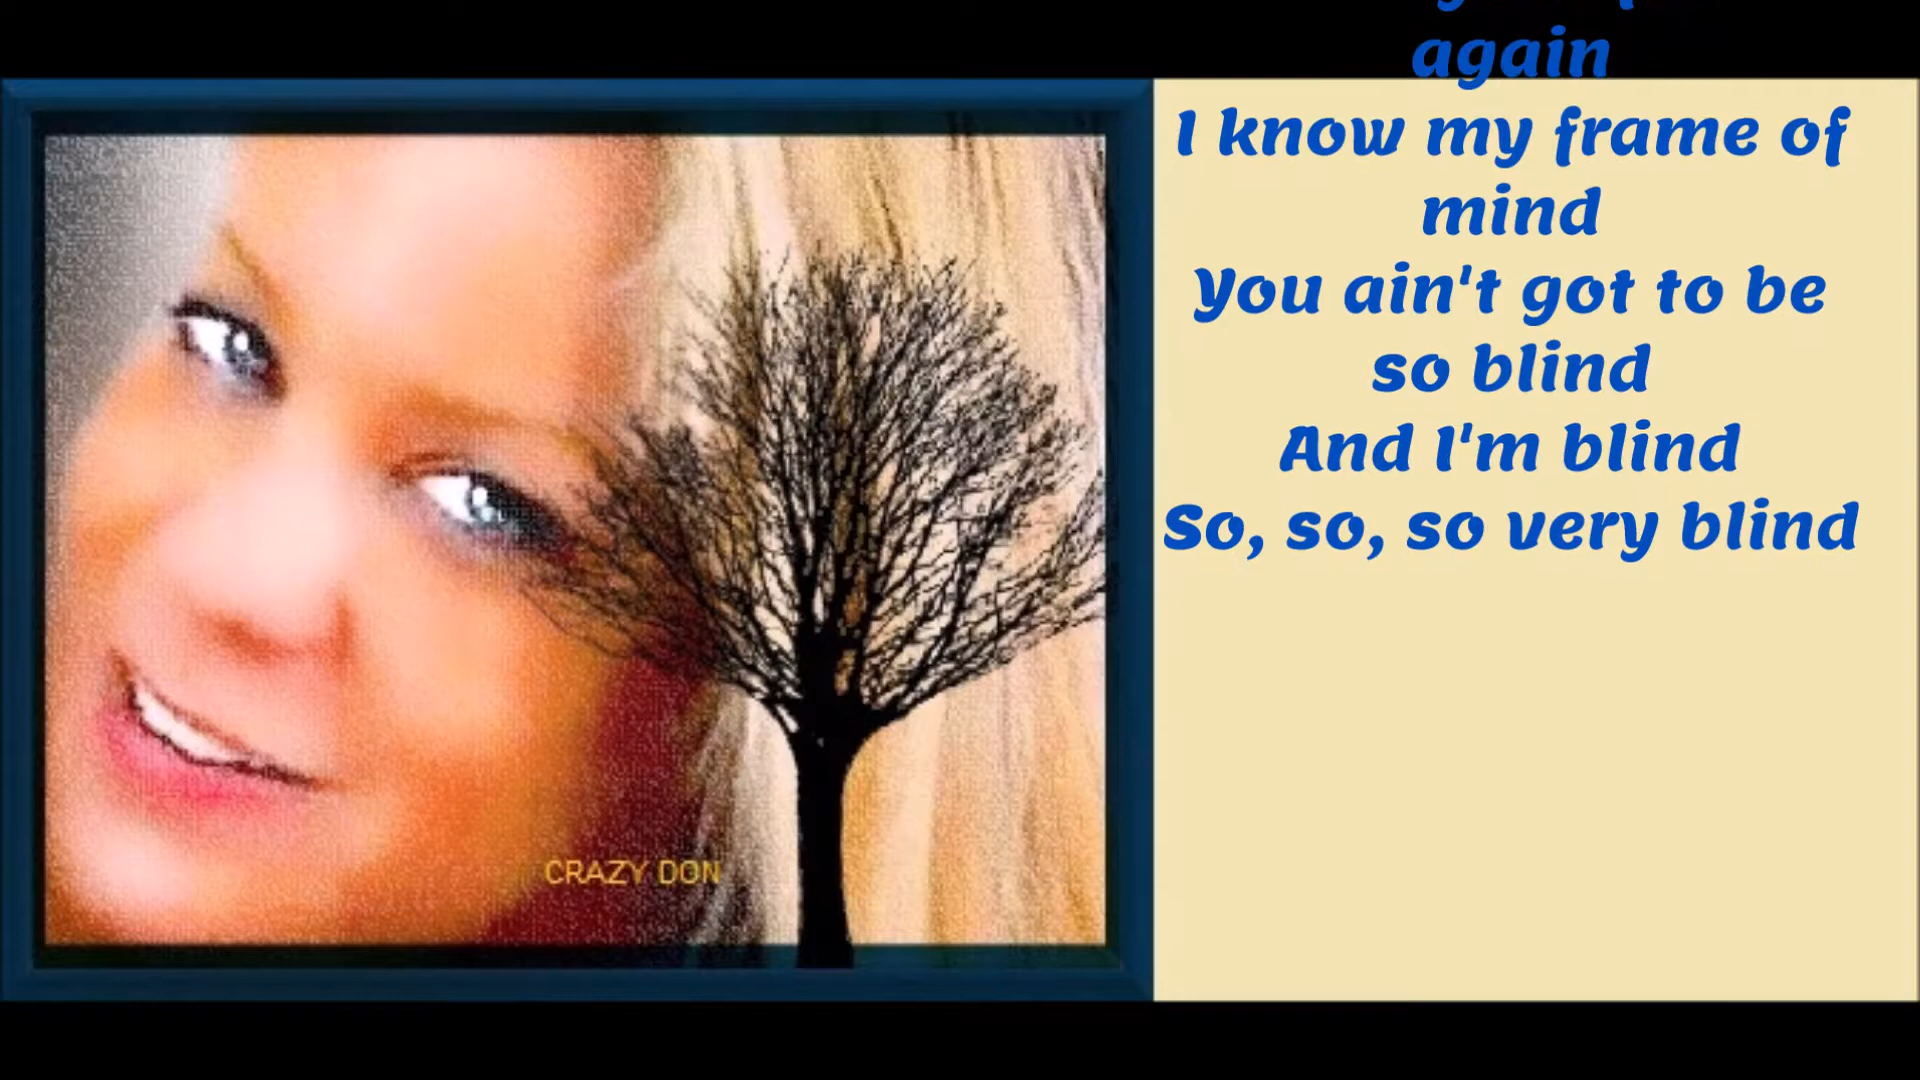 again
I know my frame of
mind
You ain't got to be
so blind
And I'm blind
So, so, so very blind
CRAZY DON